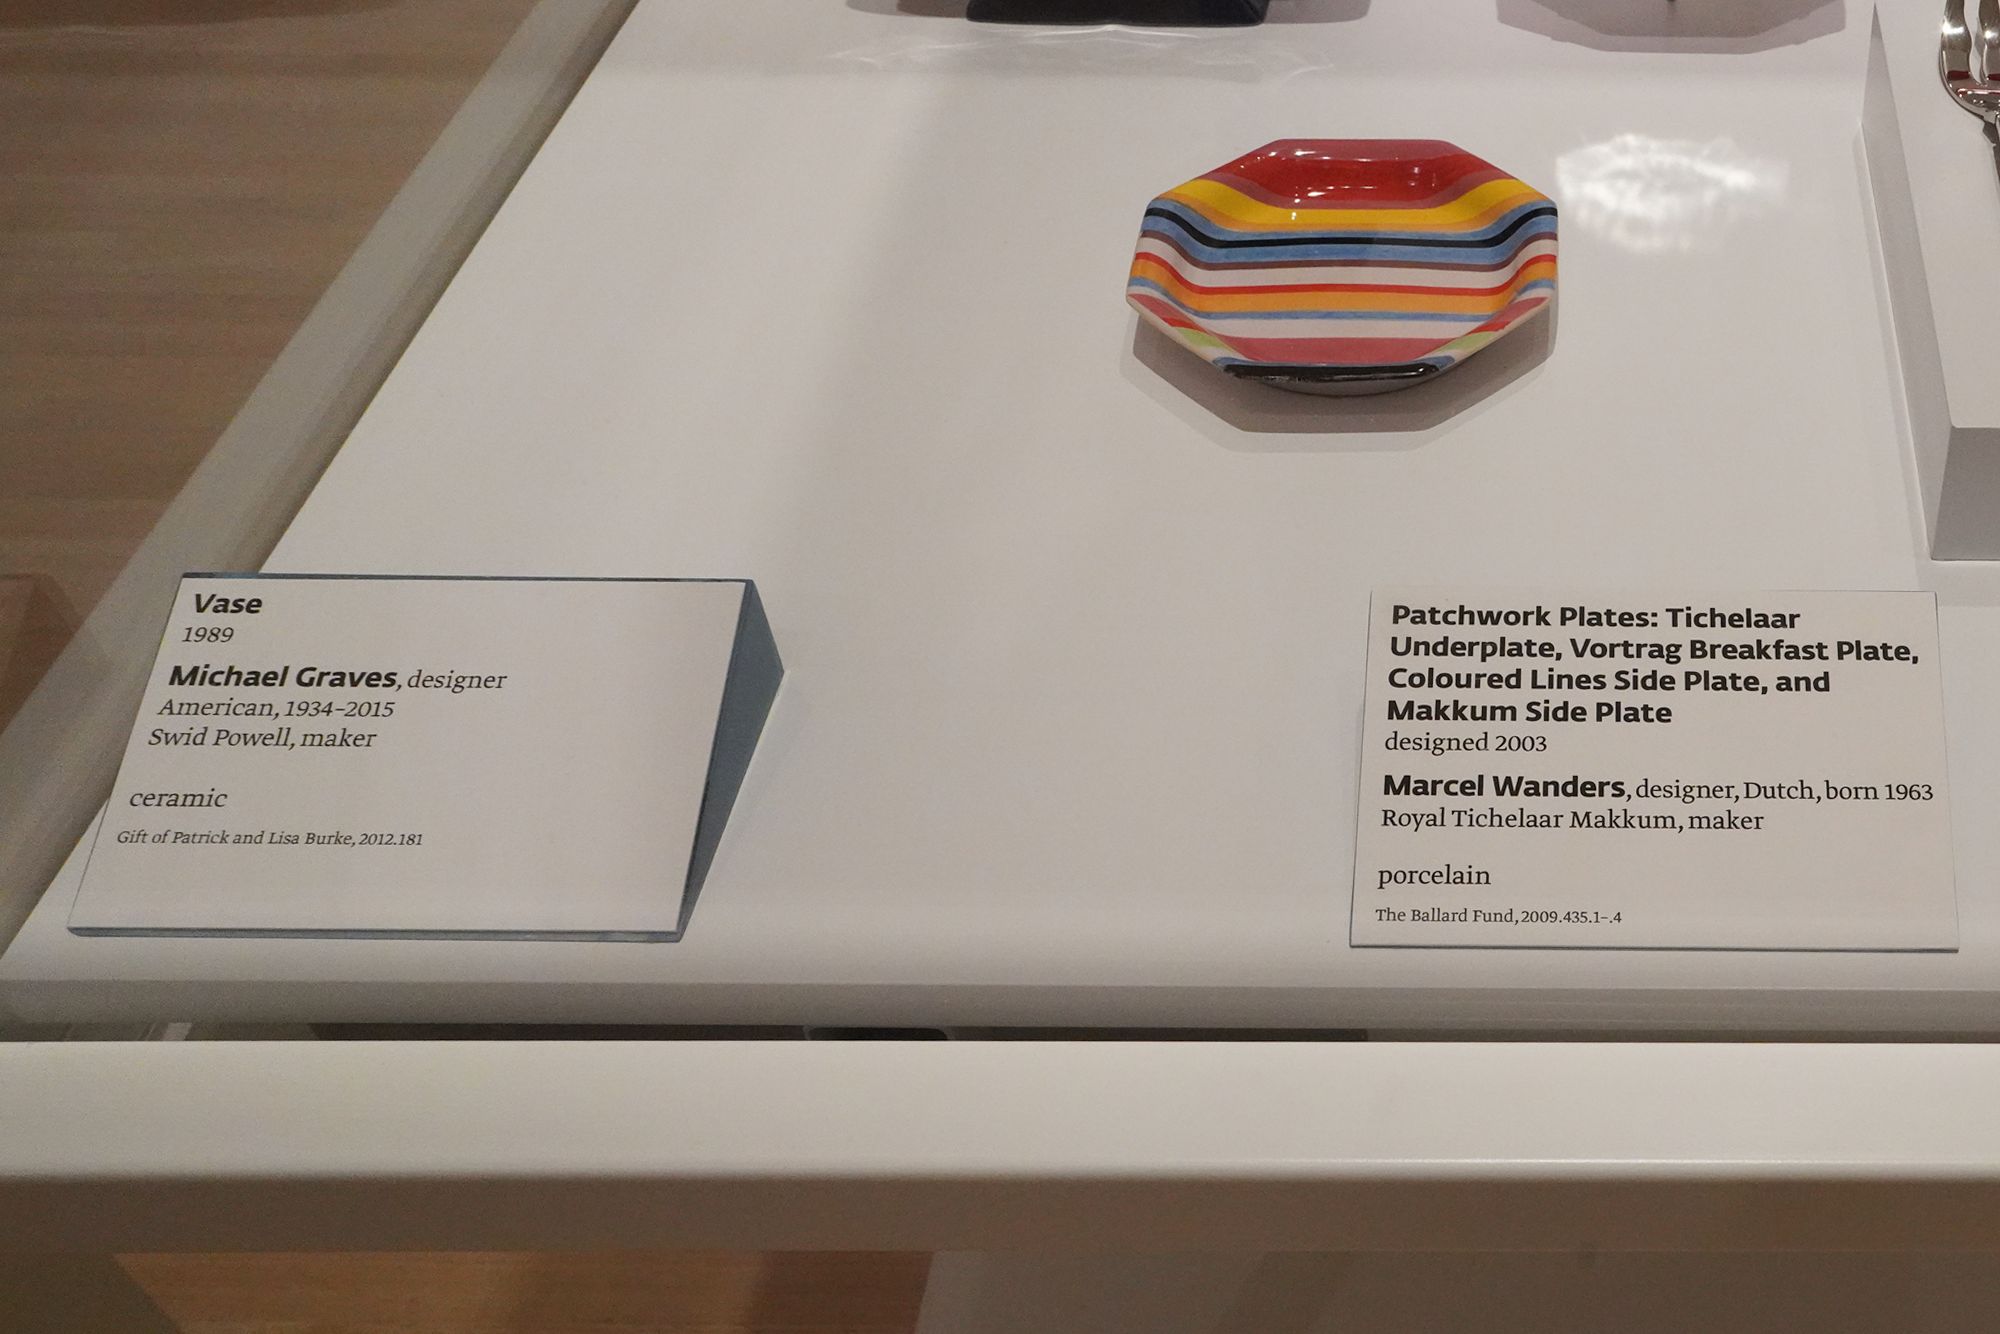 Vase
1989
Michael Graves, designer
American, 1934–2015
Swid Powell, maker
ceramic
Gift of Patrick and Lisa Burke, 2012.181
Patchwork Plates: Tichelaar
Underplate, Vortrag Breakfast Plate,
Coloured Lines Side Plate, and
Makkum Side Plate
designed 2003
Marcel Wanders, designer, Dutch, born 1963
Royal Tichelaar Makkum, maker
porcelain
The Ballard Fund, 2009.435.1–.4